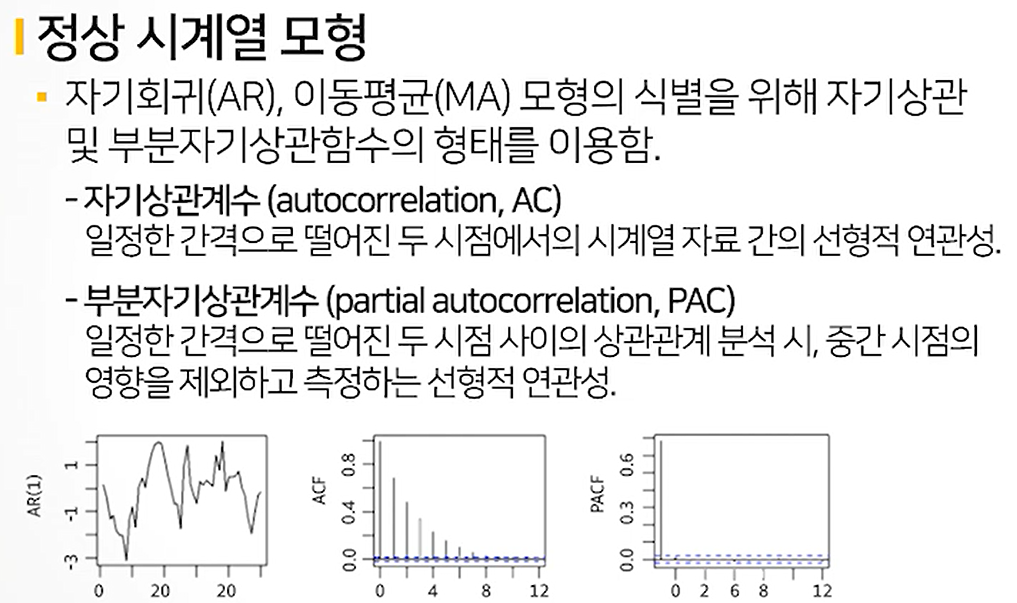 정상 시계열 모형
자기회귀(AR), 이동평균(MA) 모형의 식별을 위해 자기상관
및 부분자기상관함수의 형태를 이용함.
- 자기상관계수 (autocorrelation, AC)
일정한 간격으로 떨어진 두 시점에서의 시계열 자료 간의 선형적 연관성.
- 부분자기상관계수 (partial autocorrelation, PAC)
일정한 간격으로 떨어진 두 시점 사이의 상관관계 분석 시, 중간 시점의
영향을 제외하고 측정하는 선형적 연관성.
AR(1)
1
-1
-3
0 20 20
ACF
0.8
0.4
0.0
0 4 8 12
PACF
0.6
0.3
0.0
0 2 6 8 12